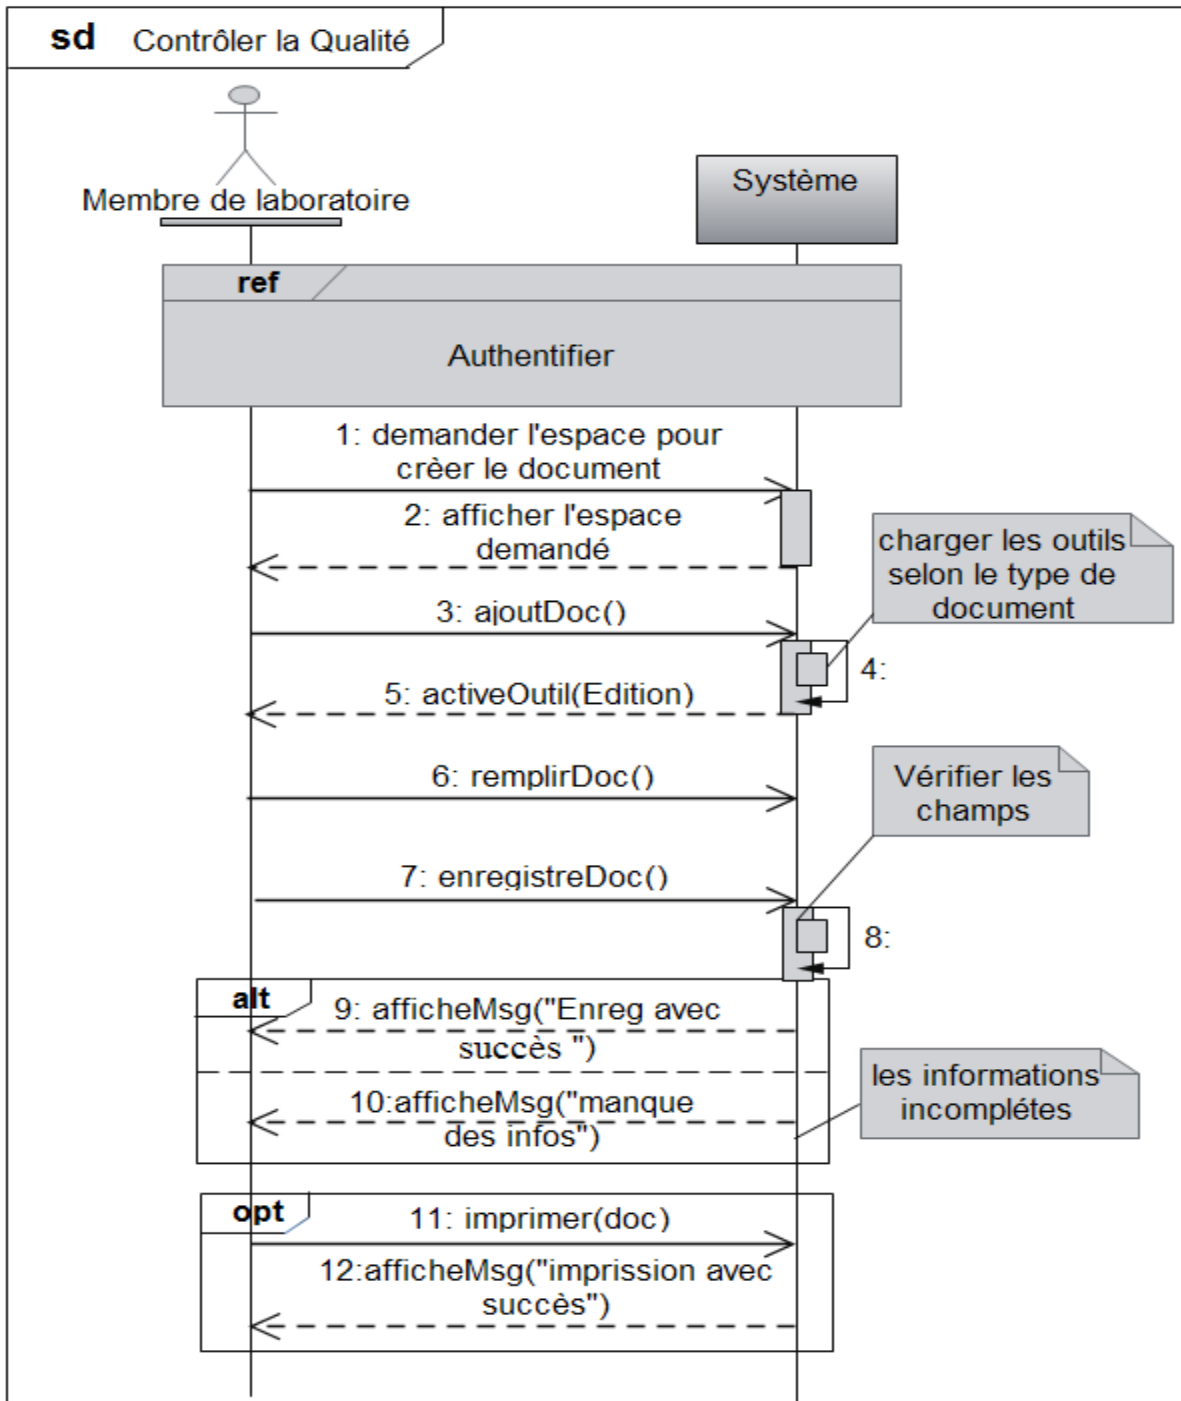 sd Contrôler la Qualité
Membre de laboratoire
Système
ref
Authentifier
1: demander l'espace pour
crèer le document
2: afficher l'espace
demandé
charger les outils
selon le type de
document
3: ajoutDoc()
4:
5: activeOutil(Edition)
6: remplirDoc()
Vérifier les
champs
7: enregistreDoc()
8:
alt
9: afficheMsg("Enreg avec
succès ")
10:afficheMsg("manque
des infos")
les informations
incomplétes
opt
11: imprimer(doc)
12:afficheMsg("imprission avec
succès")